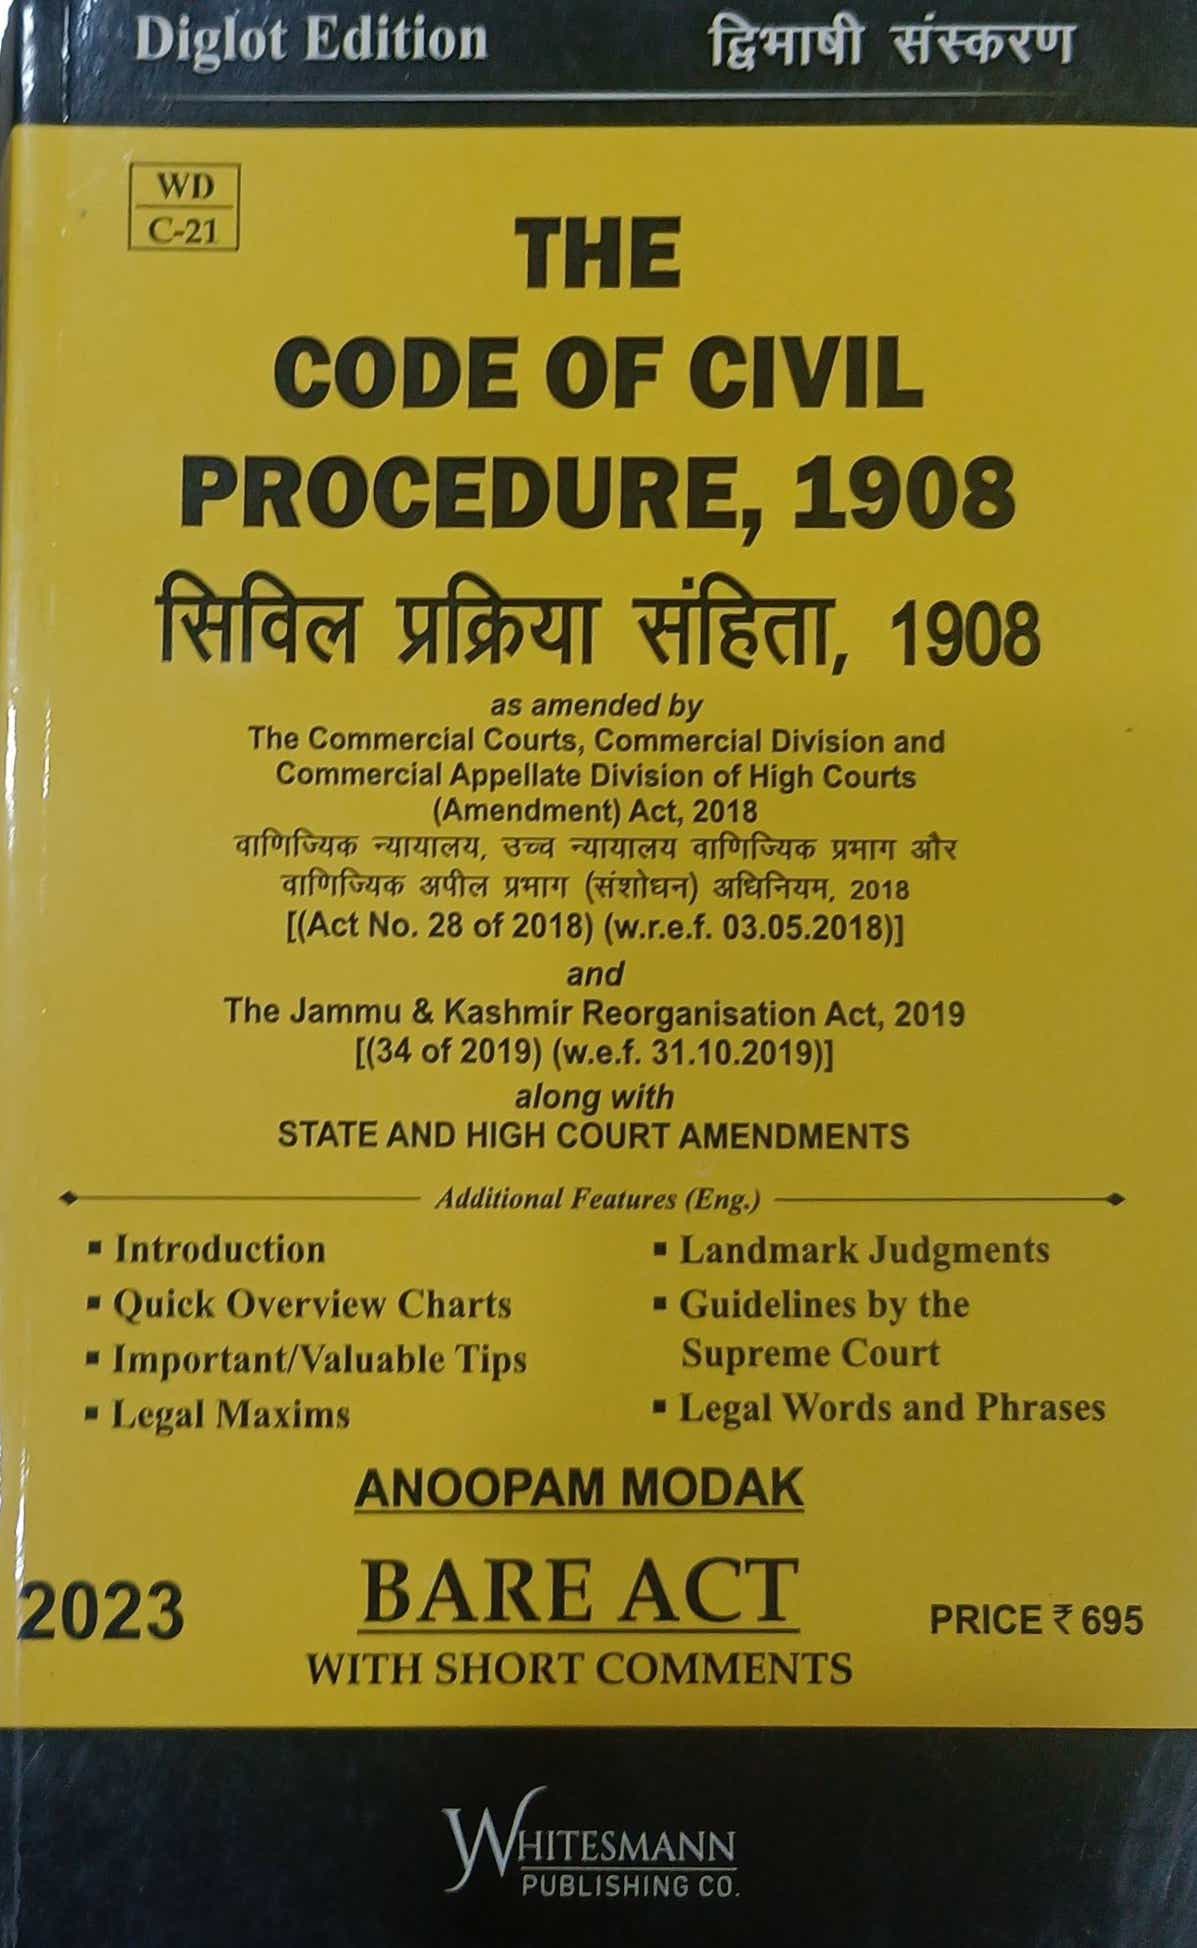 Diglot Edition द्विभाषी संस्करण
WD
C-21
THE
CODE OF CIVIL
PROCEDURE, 1908
सिविल प्रक्रिया संहिता, 1908
as amended by
The Commercial Courts, Commercial Division and
Commercial Appellate Division of High Courts
(Amendment) Act, 2018
वाणिज्यिक न्यायालय, उच्च न्यायालय वाणिज्यिक प्रभाग और
वाणिज्यिक अपील प्रभाग (संशोधन) अधिनियम, 2018
[(Act No. 28 of 2018) (w.r.e.f. 03.05.2018)]
and
The Jammu & Kashmir Reorganisation Act, 2019
[(34 of 2019) (w.e.f. 31.10.2019)]
along with
STATE AND HIGH COURT AMENDMENTS
Additional Features (Eng.)
▪ Introduction
▪ Quick Overview Charts
▪ Important/Valuable Tips
▪ Legal Maxims
▪ Landmark Judgments
▪ Guidelines by the
Supreme Court
▪ Legal Words and Phrases
ANOOPAM MODAK
BARE ACT
2023
PRICE ₹ 695
WITH SHORT COMMENTS
WHITESMANN
PUBLISHING CO.